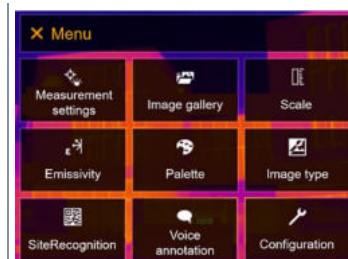 Menu
Measurement
settings
Image gallery
Scale
Emissivity
Palette
Image type
SiteRecognition
Voice
annotation
Configuration